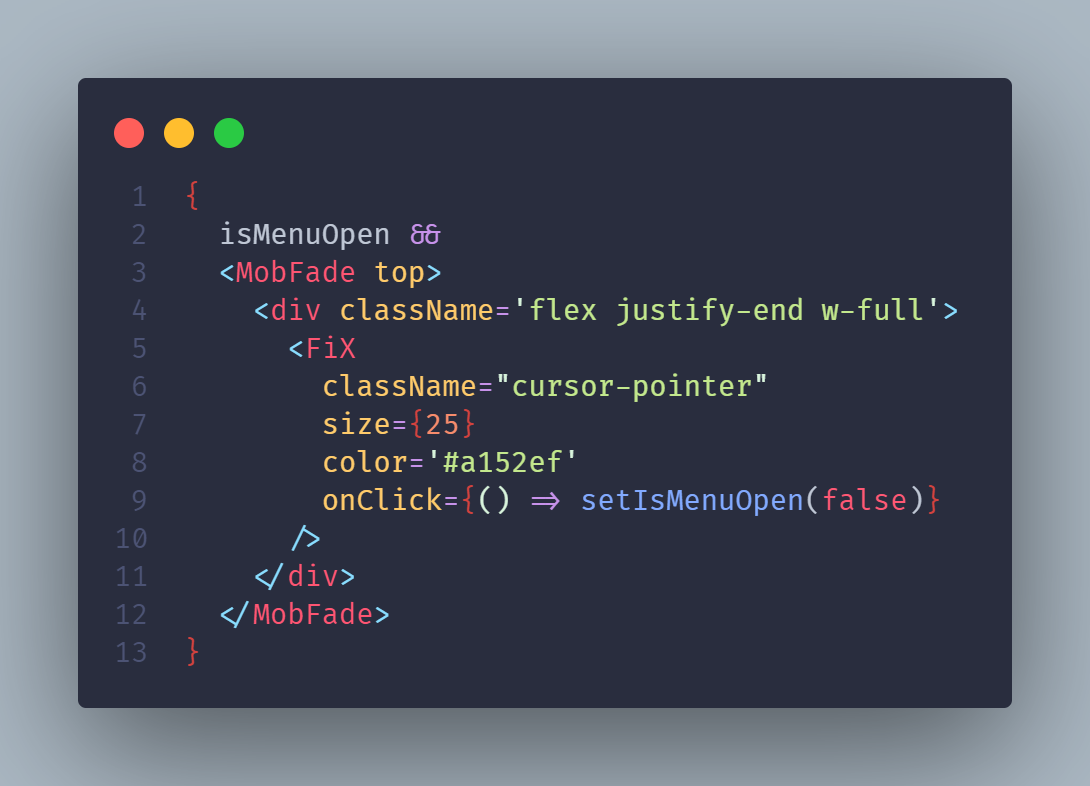 1 {
2   isMenuOpen &&
3   <MobFade top>
4     <div className='flex justify-end w-full'>
5       <FiX
6         className="cursor-pointer"
7         size={25}
8         color='#a152ef'
9         onClick={() => setIsMenuOpen(false)}
10       />
11     </div>
12   </MobFade>
13 }